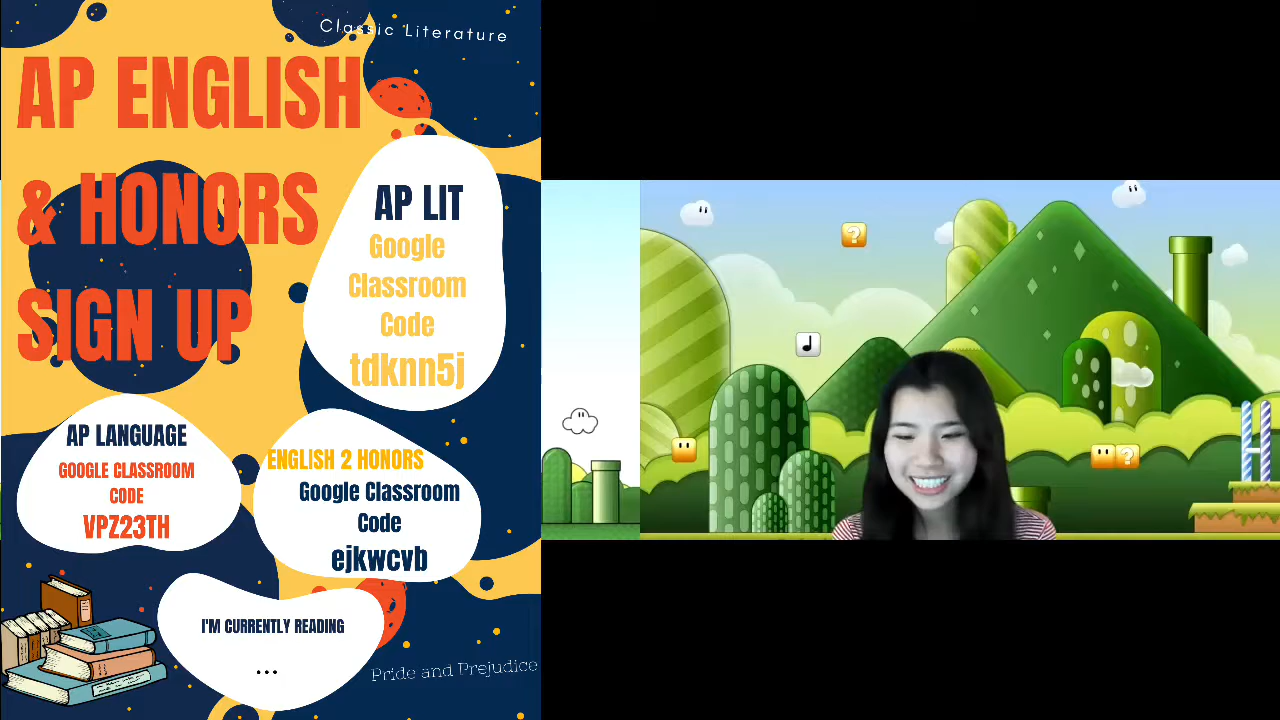 Classic Literature
AP ENGLISH
& HONORS
SIGN UP
AP LIT
Google
Classroom
Code
tdknn5j
AP LANGUAGE
GOOGLE CLASSROOM
CODE
VPZ23TH
ENGLISH 2 HONORS
Google Classroom
Code
ejkwcvb
I'M CURRENTLY READING
...
Pride and Prejudice
?
?